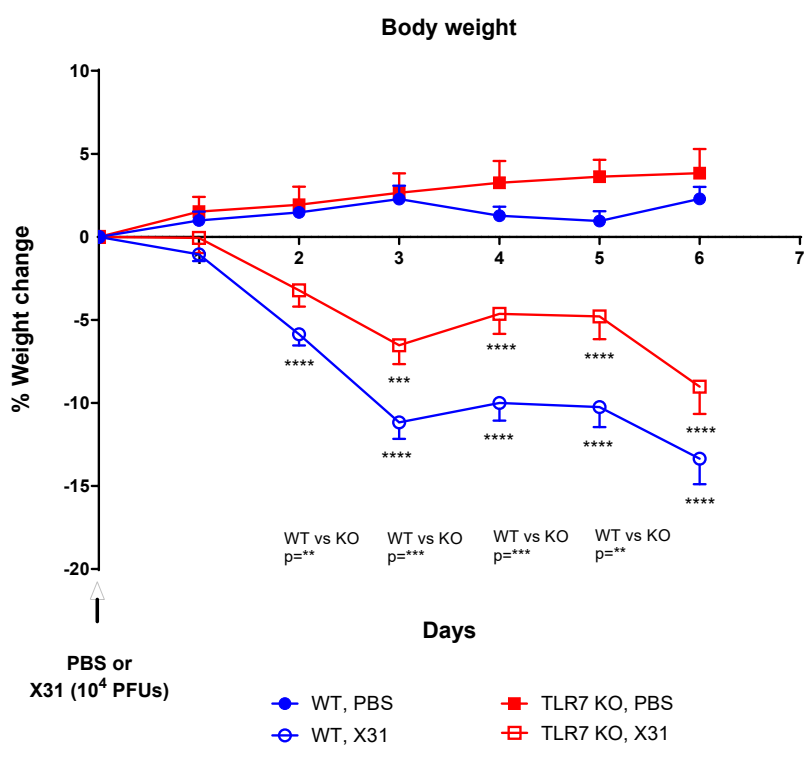 Body weight
% Weight change
10
5
0
-5
-10
-15
-20
1 2 3 4 5 6 7
**** *** **** ****
**** **** **** ****
****
WT vs KO
p=**
WT vs KO
p=***
WT vs KO
p=***
WT vs KO
p=**
Days
PBS or
X31 (10⁴ PFUs)
WT, PBS
WT, X31
TLR7 KO, PBS
TLR7 KO, X31